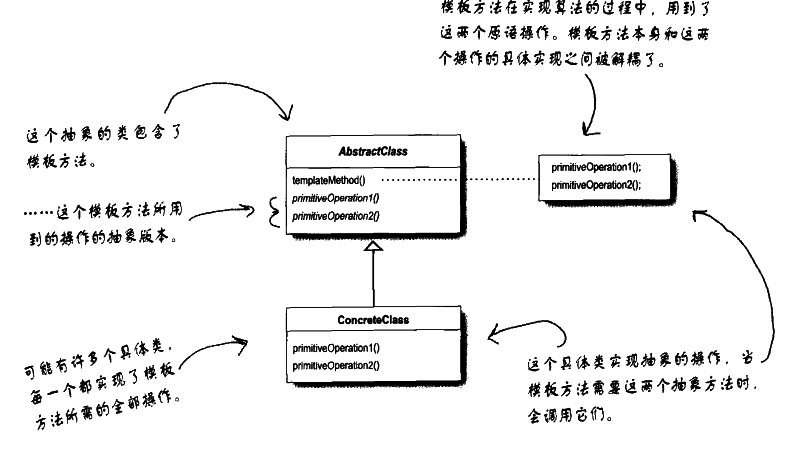 模板方法在实现算法的过程中，用到了
这两个原语操作。模板方法本身和这两
个操作的具体实现之间被解耦了。
这个抽象的类包含了
模板方法。
AbstractClass
templateMethod()
primitiveOperation1()
primitiveOperation2()
primitiveOperation1();
primitiveOperation2();
……这个模板方法所用
到的操作的抽象版本。
ConcreteClass
primitiveOperation1()
primitiveOperation2()
可能有许多个具体类，
每一个都实现了模板
方法所需的全部操作。
这个具体类实现抽象的操作，当
模板方法需要这两个抽象方法时，
会调用它们。